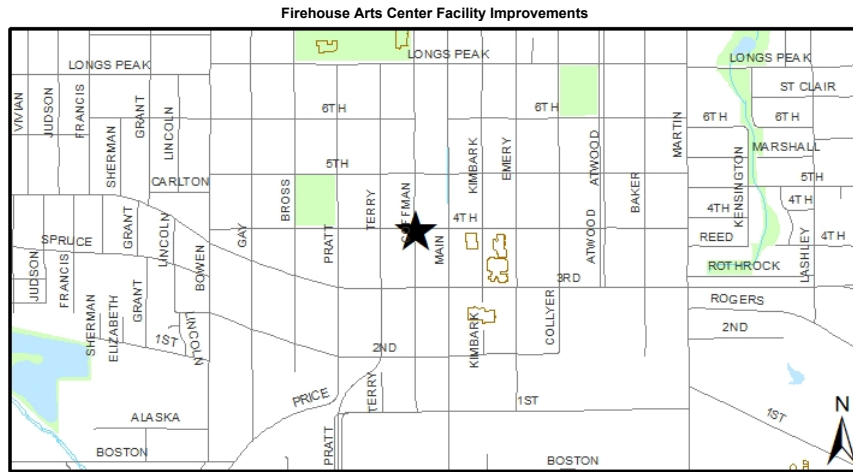 Firehouse Arts Center Facility Improvements
LONGS PEAK
LONGS PEAK
LONGS PEAK
ST CLAIR
VIVIAN
JUDSON
FRANCIS
GRANT
LINCOLN
SHERMAN
6TH
6TH
6TH
6TH
MARTIN
MARSHALL
5TH
5TH
CARLTON
BROSS
TERRY
KIMBARK
EMERY
ATWOOD
BAKER
KENSINGTON
4TH
4TH
4TH
4TH
GRANT
LINCOLN
SPRUCE
GAY
PRATT
MAIN
ATWOOD
REED
LASHLEY
ROTHROCK
JUDSON
FRANCIS
BOWEN
3RD
SHERMAN
ELIZABETH
GRANT
LINCOLN
1ST
KIMBARK
COLLYER
ROGERS
2ND
2ND
PRICE
TERRY
1ST
1ST
ALASKA
PRATT
BOSTON
BOSTON
N